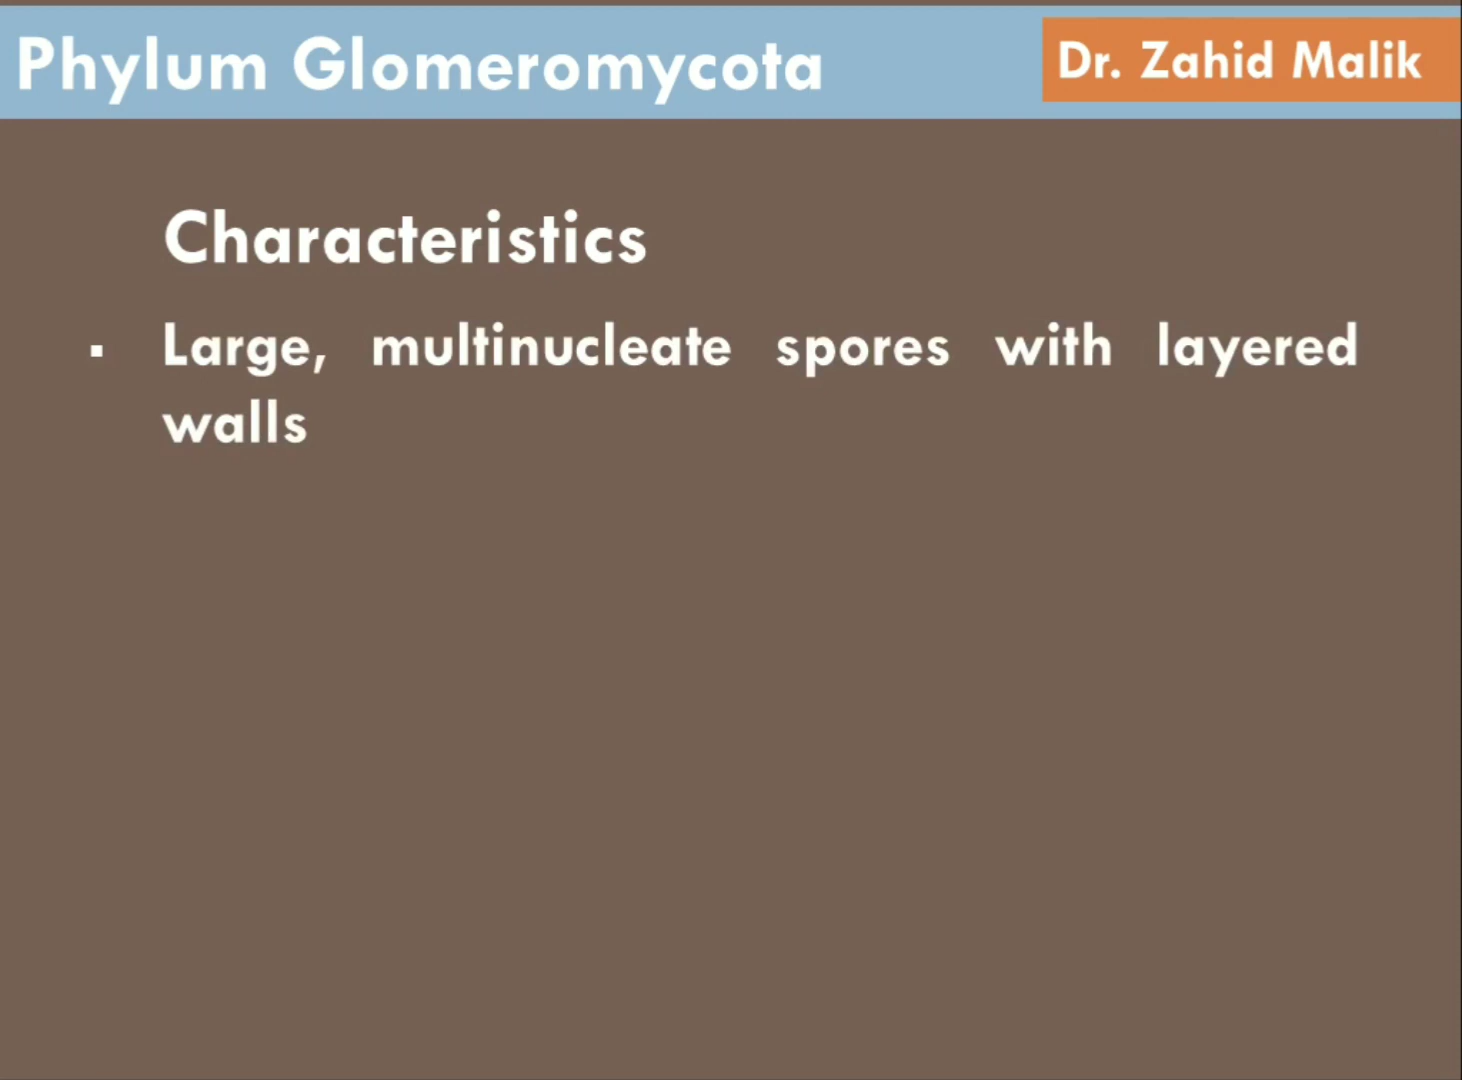 Phylum Glomeromycota
Dr. Zahid Malik
Characteristics
▪ Large, multinucleate spores with layered
walls